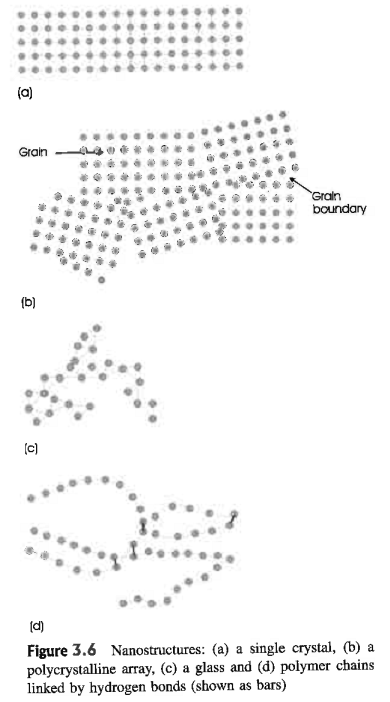 (a)
Grain
Grain
boundary
(b)
(c)
(d)
Figure 3.6 Nanostructures: (a) a single crystal, (b) a
polycrystalline array, (c) a glass and (d) polymer chains
linked by hydrogen bonds (shown as bars)